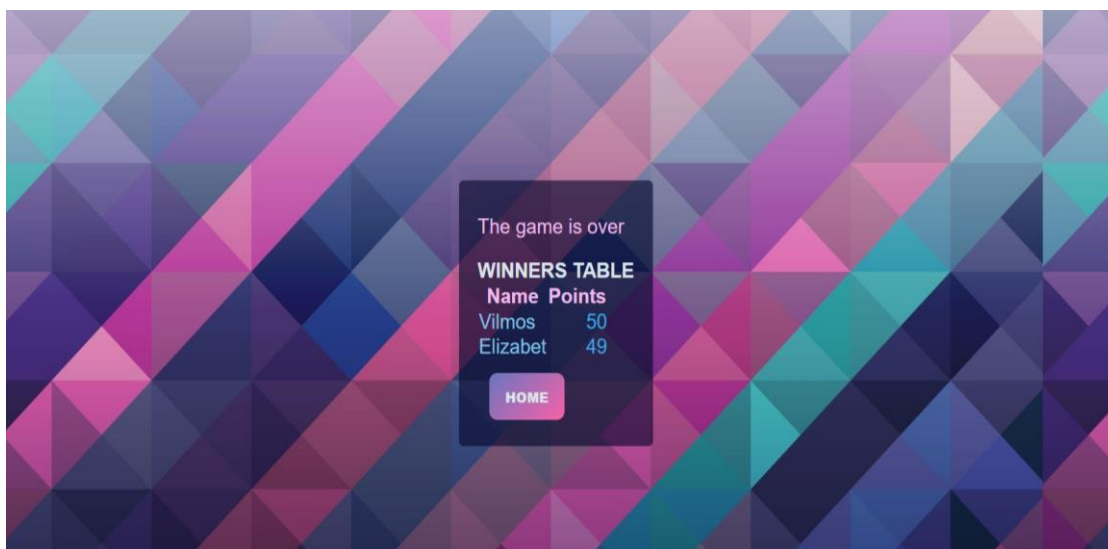 The game is over
WINNERS TABLE
Name Points
Vilmos 50
Elizabet 49
HOME